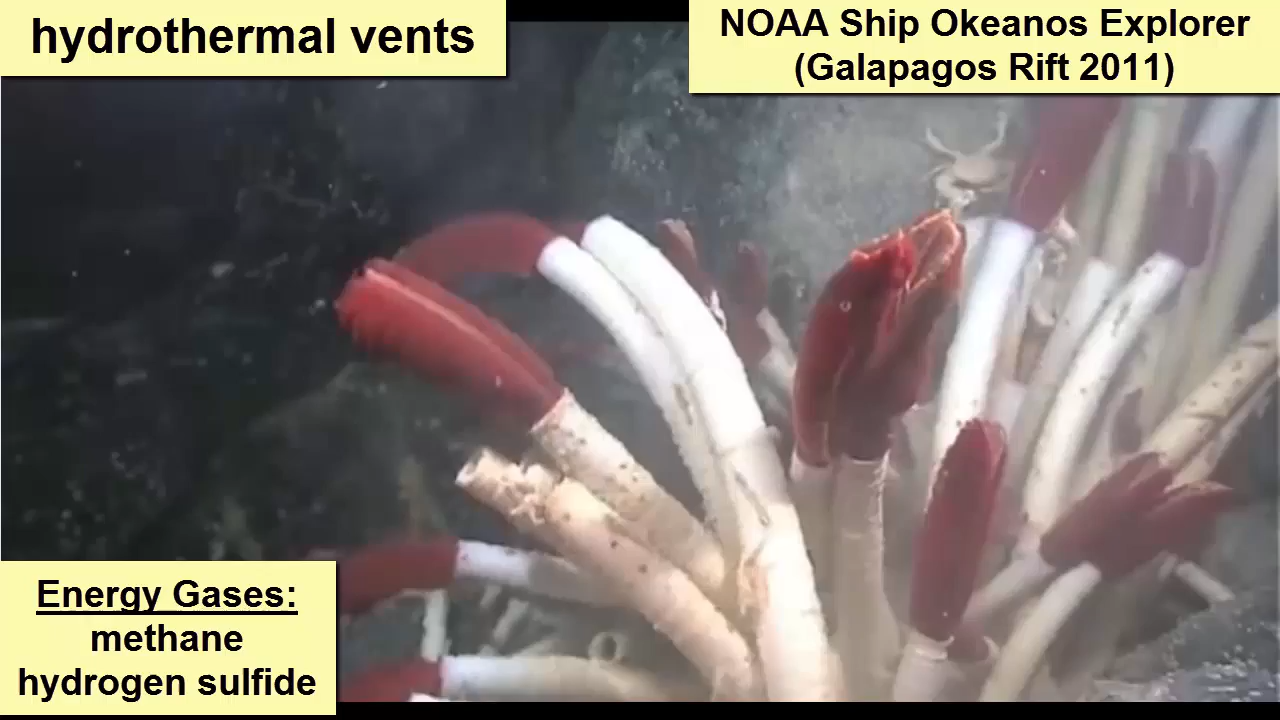 hydrothermal vents
NOAA Ship Okeanos Explorer
(Galapagos Rift 2011)
Energy Gases:
methane
hydrogen sulfide